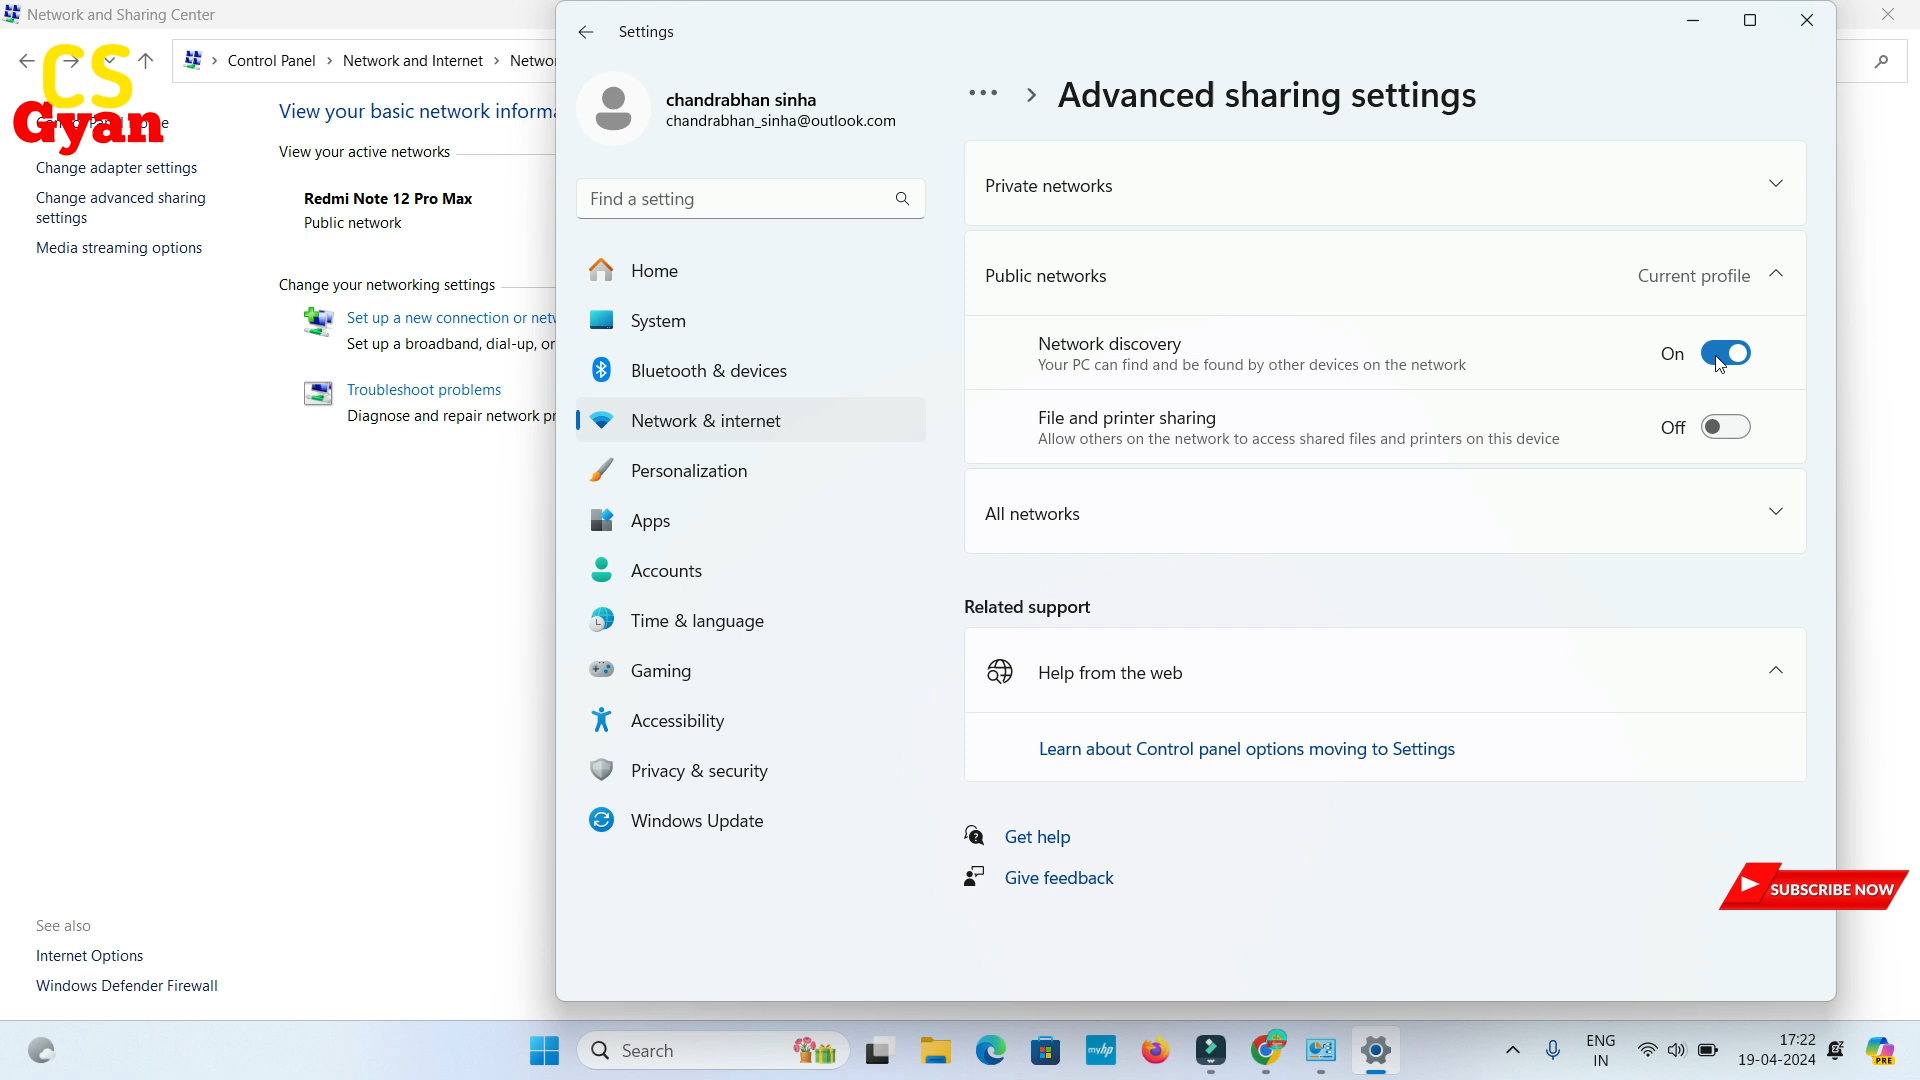 Network and Sharing Center
CS
Gyan
Control Panel
Network and Internet
Change adapter settings
Change advanced sharing
settings
Media streaming options
View your basic network
View your active networks
Redmi Note 12 Pro Max
Public network
Change your networking settings
Set up a new connection or
Set up a broadband, dial-up, or
Troubleshoot problems
Diagnose and repair network
See also
Internet Options
Windows Defender Firewall
Settings
chandrabhan sinha
chandrabhan_sinha@outlook.com
Find a setting
Home
System
Bluetooth & devices
Network & internet
Personalization
Apps
Accounts
Time & language
Gaming
Accessibility
Privacy & security
Windows Update
Advanced sharing settings
Private networks
Public networks
Current profile
Network discovery
Your PC can find and be found by other devices on the network
On
File and printer sharing
Allow others on the network to access shared files and printers on this device
Off
All networks
Related support
Help from the web
Learn about Control panel options moving to Settings
Get help
Give feedback
SUBSCRIBE NOW
Search
myhp
ENG
IN
17:22
19-04-2024
PRE